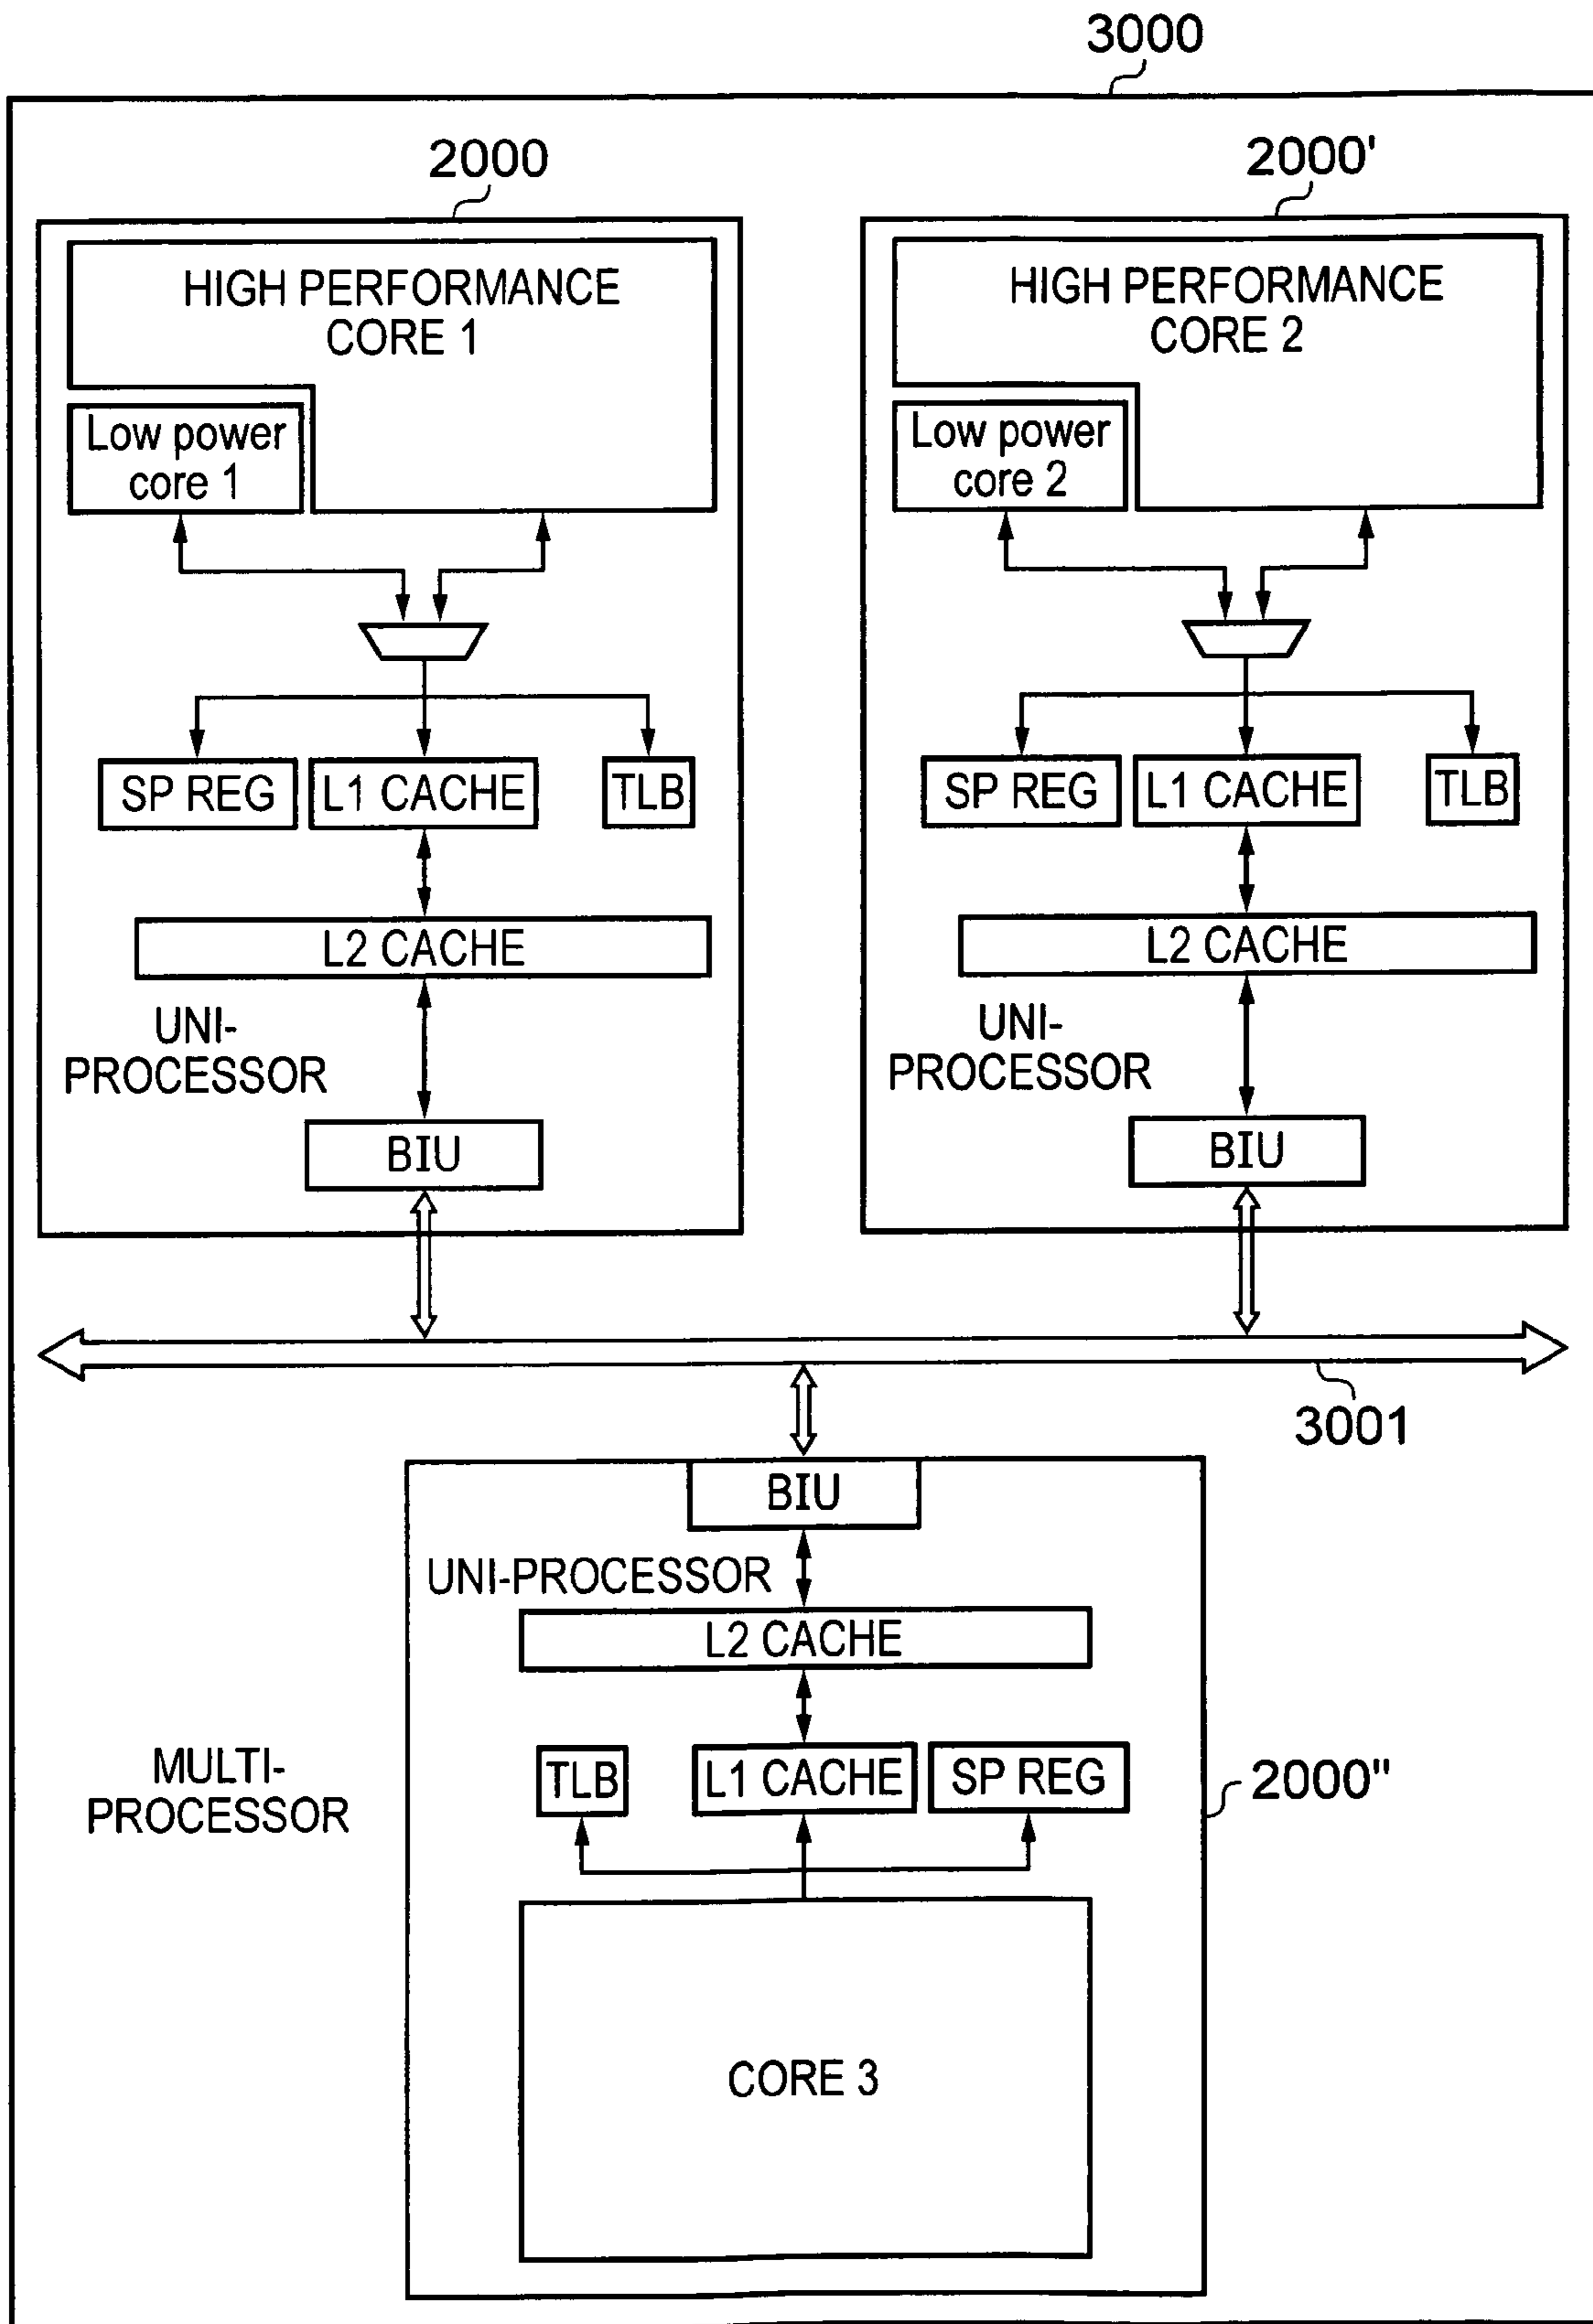 3000
2000
HIGH PERFORMANCE
CORE 1
Low power
core 1
SP REG
L1 CACHE
TLB
L2 CACHE
UNI-
PROCESSOR
BIU
2000'
HIGH PERFORMANCE
CORE 2
Low power
core 2
SP REG
L1 CACHE
TLB
L2 CACHE
UNI-
PROCESSOR
BIU
3001
BIU
UNI-PROCESSOR
L2 CACHE
TLB
L1 CACHE
SP REG
2000"
MULTI-
PROCESSOR
CORE 3